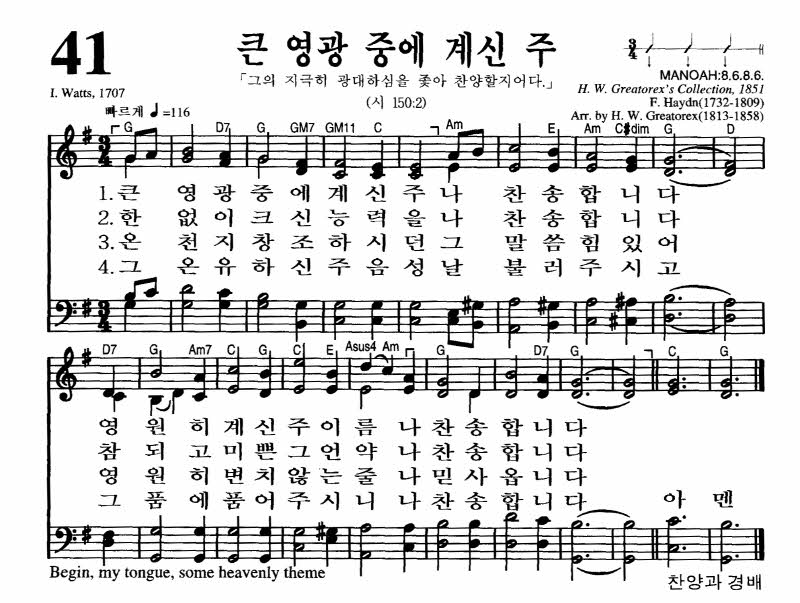 41
큰 영광 중에 계신 주
「그의 지극히 광대하심을 좇아 찬양할지어다.」
(시 150:2)
I. Watts, 1707
빠르게 ♩=116
3/4
MANOAH:8.6.8.6.
H. W. Greatorex's Collection, 1851
F. Haydn(1732-1809)
Arr. by H. W. Greatorex(1813-1858)
G D7 G GM7 GM11 C Am E Am C#dim G D
1. 큰 영광중에계신주나 찬송합니다
2. 한 없이크신능력을나 찬송합니다
3. 온 천지창조하시던그 말씀힘있어
4. 그 온유하신주음성날 불러주시고
D7 G Am7 C G C E Asus4 Am G D7 G C G
영원히계신주이름나찬송합니다
참되고미쁜그언약나찬송합니다
영원히변치않는줄나믿사옵니다
그품에품어주시니나찬송합니다 아멘
Begin, my tongue, some heavenly theme
찬양과 경배